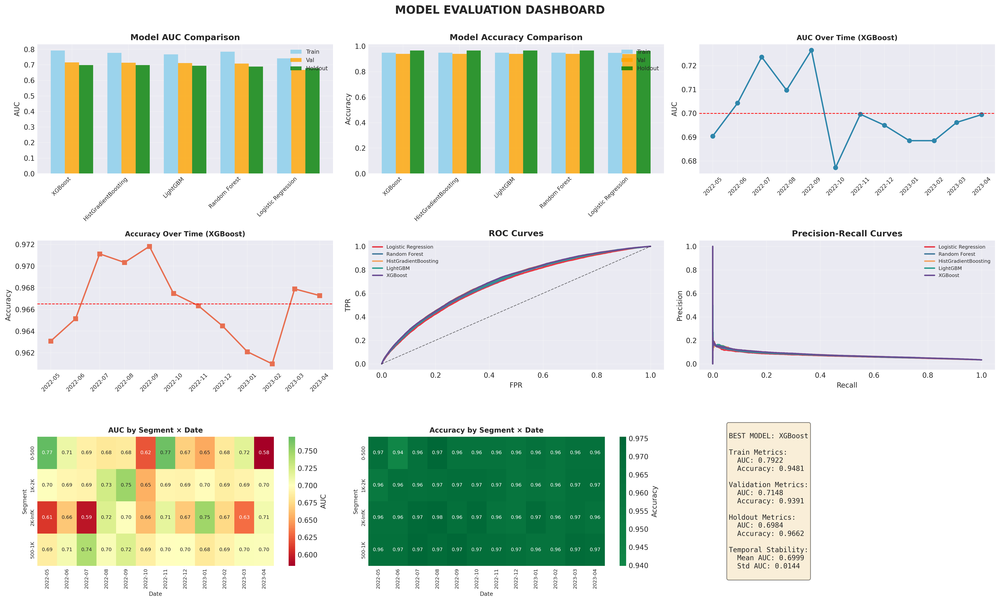 MODEL EVALUATION DASHBOARD
Model AUC Comparison
AUC
0.8
0.7
0.6
0.5
0.4
0.3
0.2
0.1
0.0
Train
Val
Holdout
XGBoost
HistGradientBoosting
LightGBM
Random Forest
Logistic Regression
Model Accuracy Comparison
Accuracy
1.0
0.8
0.6
0.4
0.2
0.0
Train
Val
Holdout
XGBoost
HistGradientBoosting
LightGBM
Random Forest
Logistic Regression
AUC Over Time (XGBoost)
AUC
0.72
0.71
0.70
0.69
0.68
2022-05 2022-06 2022-07 2022-08 2022-09 2022-10 2022-11 2022-12 2023-01 2023-02 2023-03 2023-04
Accuracy Over Time (XGBoost)
Accuracy
0.972
0.970
0.968
0.966
0.964
0.962
2022-05 2022-06 2022-07 2022-08 2022-09 2022-10 2022-11 2022-12 2023-01 2023-02 2023-03 2023-04
ROC Curves
TPR
1.0
0.8
0.6
0.4
0.2
0.0
Logistic Regression
Random Forest
HistGradientBoosting
LightGBM
XGBoost
0.0 0.2 0.4 0.6 0.8 1.0
FPR
Precision-Recall Curves
Precision
1.0
0.8
0.6
0.4
0.2
0.0
Logistic Regression
Random Forest
HistGradientBoosting
LightGBM
XGBoost
0.0 0.2 0.4 0.6 0.8 1.0
Recall
AUC by Segment × Date
Segment
0-500 0.77 0.71 0.69 0.68 0.68 0.62 0.77 0.67 0.65 0.68 0.72 0.58
1K-2K 0.70 0.69 0.69 0.73 0.75 0.65 0.69 0.69 0.70 0.69 0.69 0.70
2K-InfK 0.61 0.66 0.59 0.72 0.70 0.66 0.71 0.67 0.75 0.67 0.63 0.71
500-1K 0.69 0.71 0.74 0.70 0.72 0.69 0.70 0.70 0.68 0.69 0.70 0.70
2022-05 2022-06 2022-07 2022-08 2022-09 2022-10 2022-11 2022-12 2023-01 2023-02 2023-03 2023-04
Date
0.750
0.725
0.700
0.675
0.650
0.625
0.600
AUC
Accuracy by Segment × Date
Segment
0-500 0.97 0.94 0.96 0.97 0.96 0.96 0.96 0.96 0.96 0.96 0.96 0.96
1K-2K 0.96 0.96 0.96 0.97 0.97 0.97 0.97 0.96 0.96 0.96 0.97 0.97
2K-InfK 0.96 0.96 0.97 0.98 0.96 0.97 0.96 0.96 0.97 0.96 0.97 0.96
500-1K 0.96 0.97 0.97 0.97 0.97 0.97 0.97 0.97 0.96 0.96 0.97 0.97
2022-05 2022-06 2022-07 2022-08 2022-09 2022-10 2022-11 2022-12 2023-01 2023-02 2023-03 2023-04
Date
0.975
0.970
0.965
0.960
0.955
0.950
0.945
0.940
Accuracy
BEST MODEL: XGBoost
Train Metrics:
AUC: 0.7922
Accuracy: 0.9481
Validation Metrics:
AUC: 0.7148
Accuracy: 0.9391
Holdout Metrics:
AUC: 0.6984
Accuracy: 0.9662
Temporal Stability:
Mean AUC: 0.6999
Std AUC: 0.0144